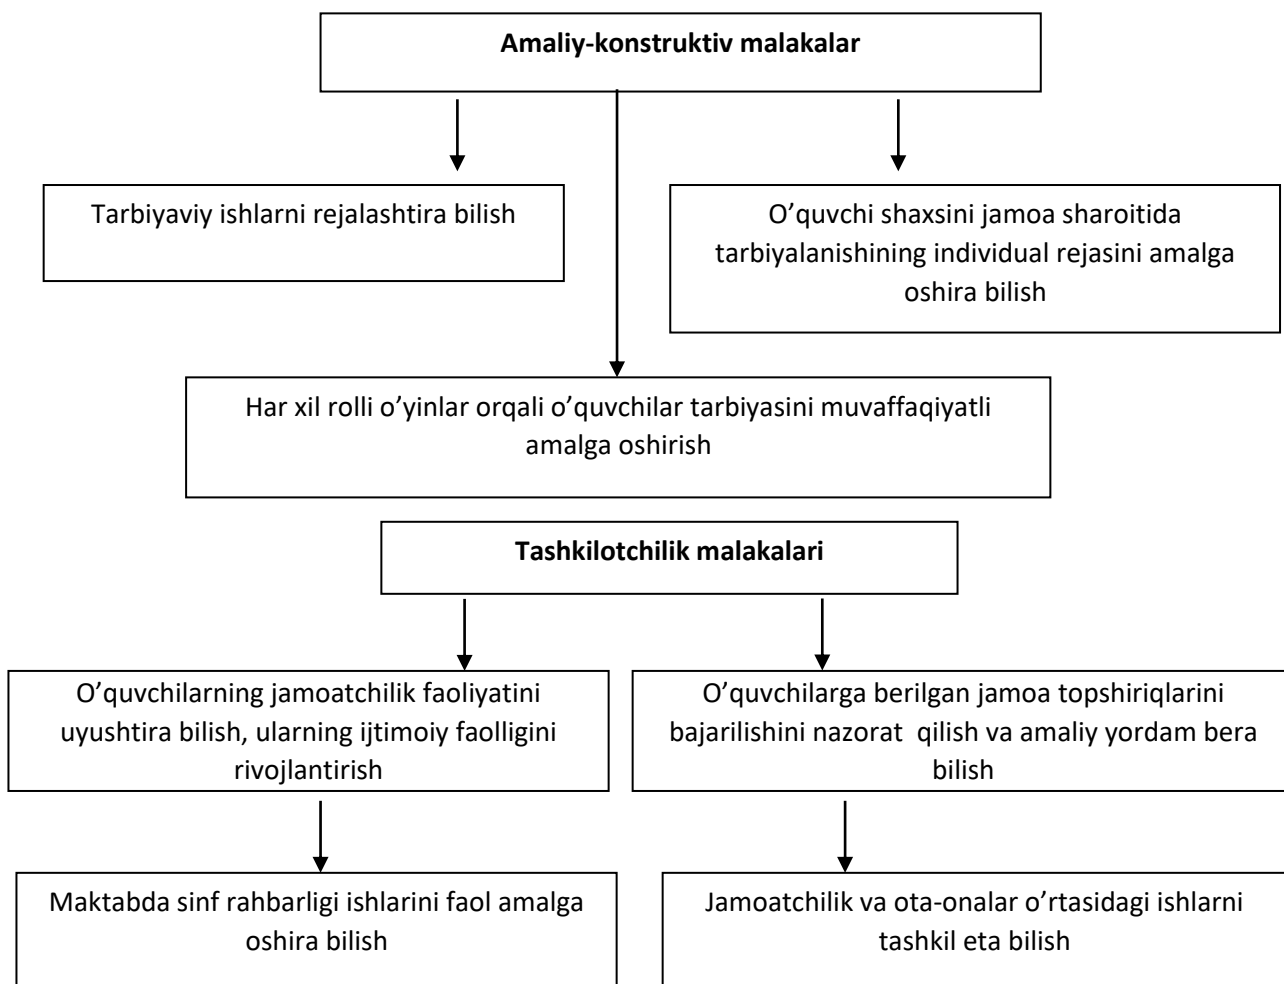 Amaliy-konstruktiv malakalar
Tarbiyaviy ishlarni rejalashtira bilish
O’quvchi shaxsini jamoa sharoitida
tarbiyalanishining individual rejasini amalga
oshira bilish
Har xil rolli o’yinlar orqali o’quvchilar tarbiyasini muvaffaqiyatli
amalga oshirish
Tashkilotchilik malakalari
O’quvchilarning jamoatchilik faoliyatini
uyushtira bilish, ularning ijtimoiy faolligini
rivojlantirish
O’quvchilarga berilgan jamoa topshiriqlarini
bajarilishini nazorat qilish va amaliy yordam bera
bilish
Maktabda sinf rahbarligi ishlarini faol amalga
oshira bilish
Jamoatchilik va ota-onalar o’rtasidagi ishlarni
tashkil eta bilish